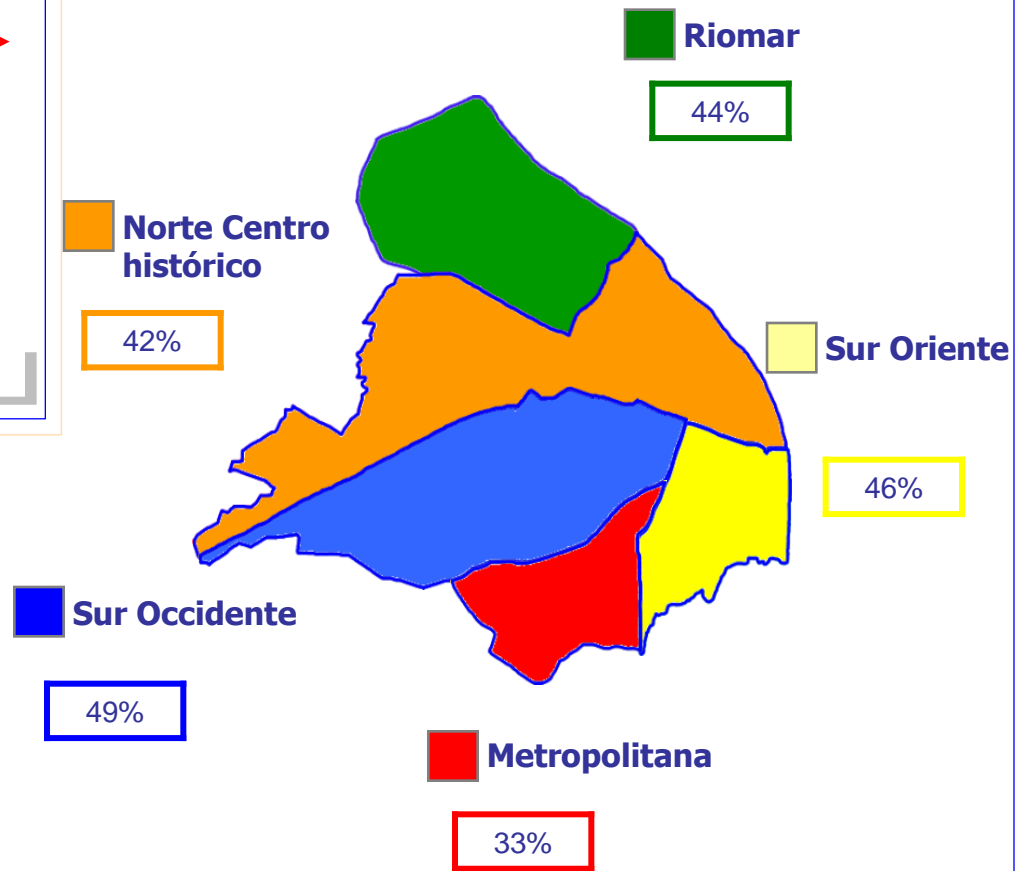 Riomar
44%
Norte Centro
histórico
42%
Sur Oriente
46%
Sur Occidente
49%
Metropolitana
33%